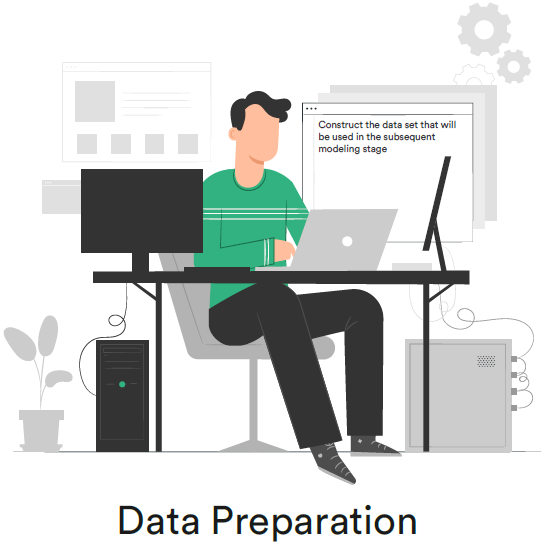 Construct the data set that will
be used in the subsequent
modeling stage
Data Preparation